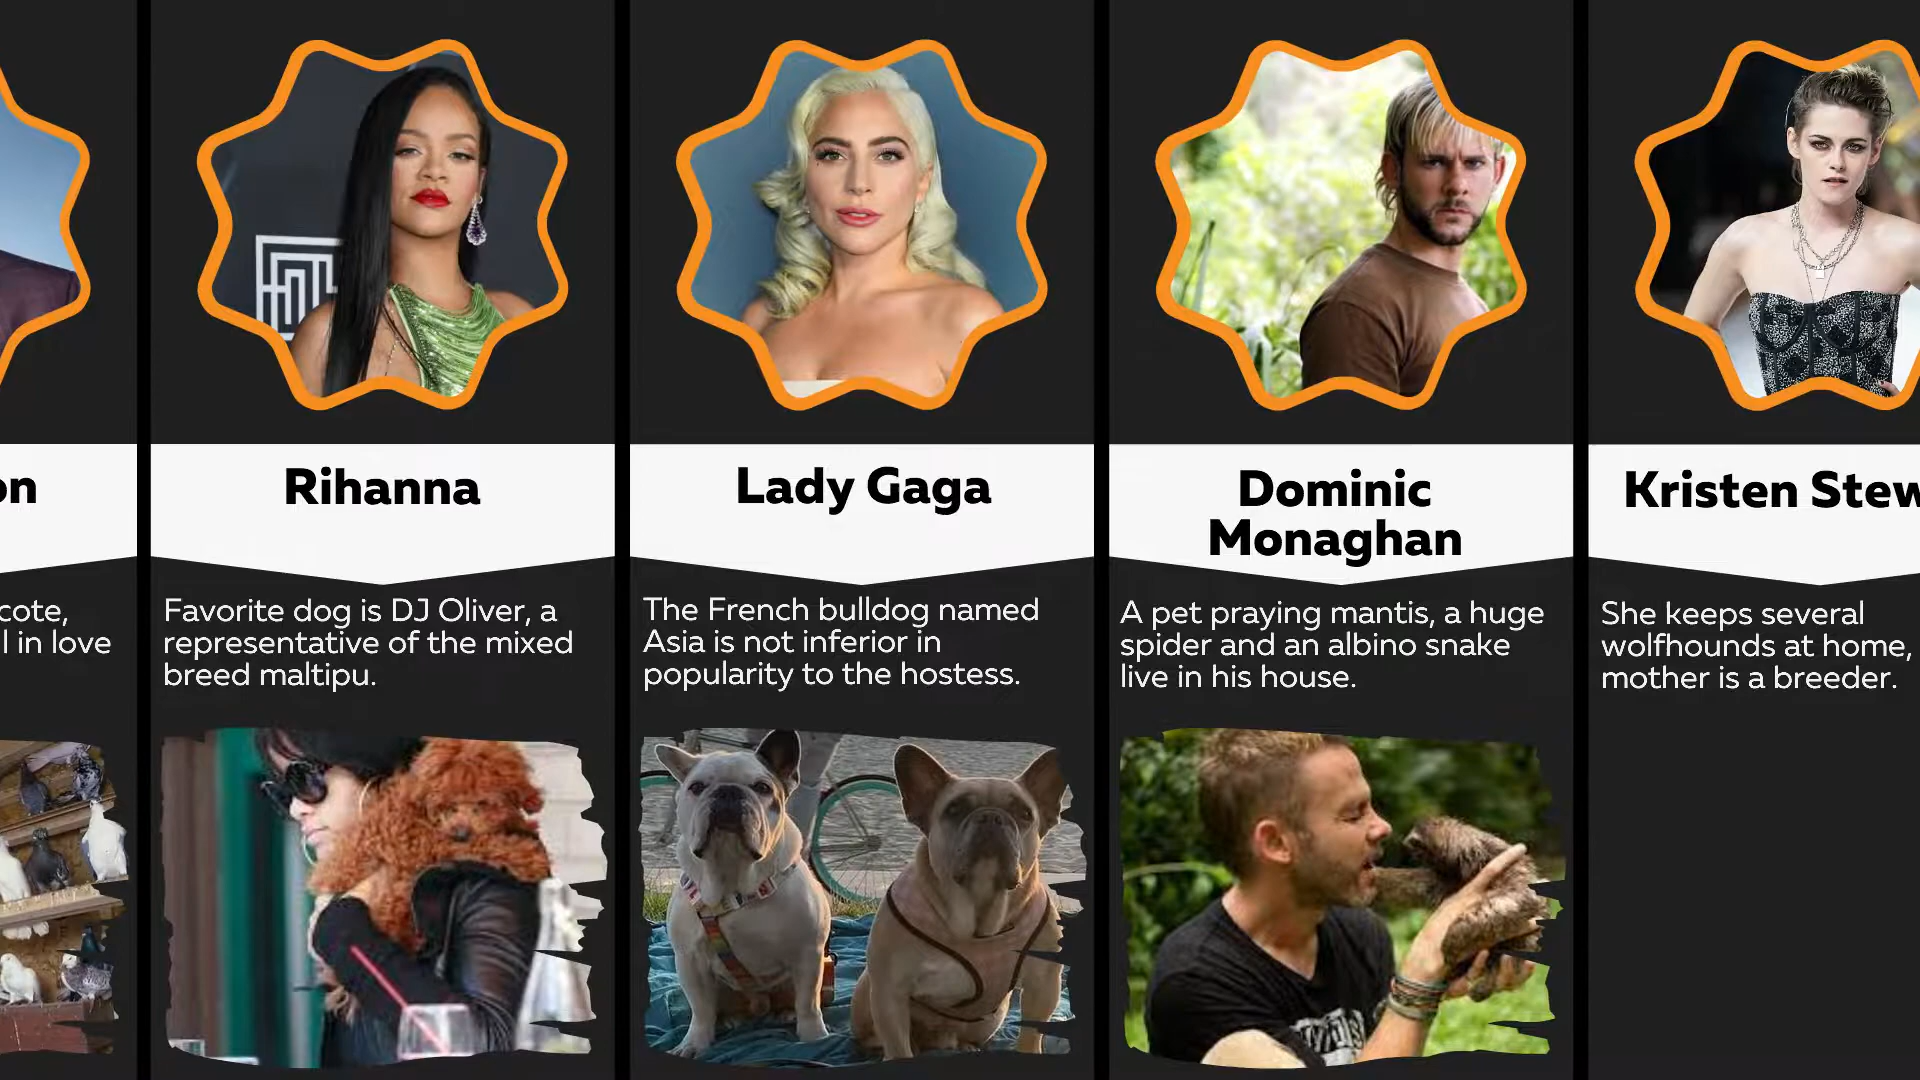 on
cote,
l in love
Rihanna
Favorite dog is DJ Oliver, a
representative of the mixed
breed maltipu.
Lady Gaga
The French bulldog named
Asia is not inferior in
popularity to the hostess.
Dominic
Monaghan
A pet praying mantis, a huge
spider and an albino snake
live in his house.
Kristen Stew
She keeps several
wolfhounds at home,
mother is a breeder.